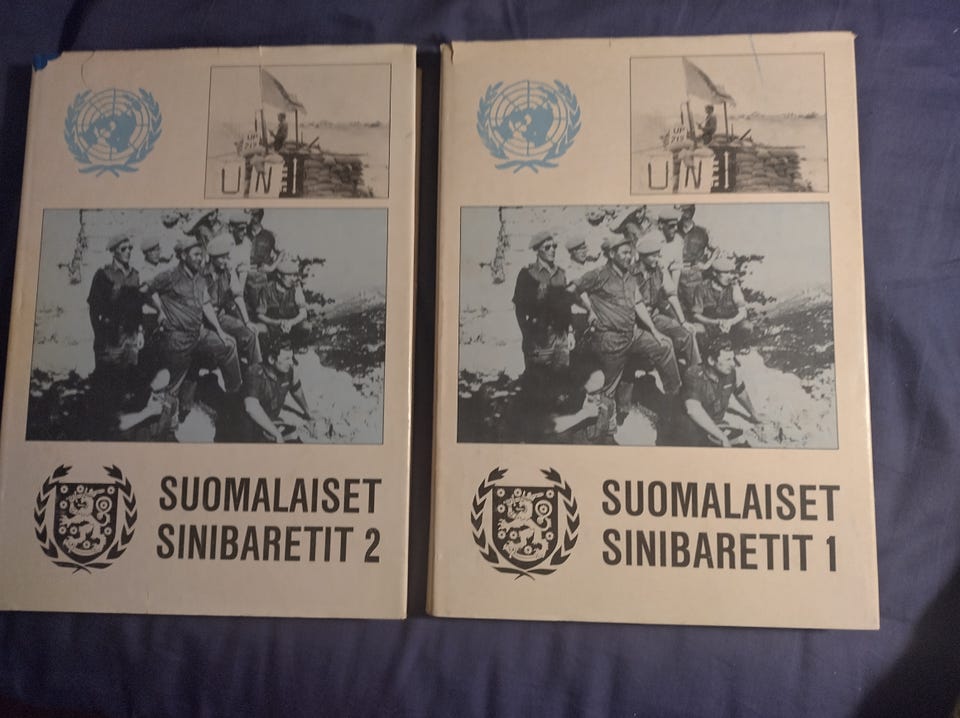 UN
SUOMALAISET
SINIBARETIT 2
UN
SUOMALAISET
SINIBARETIT 1